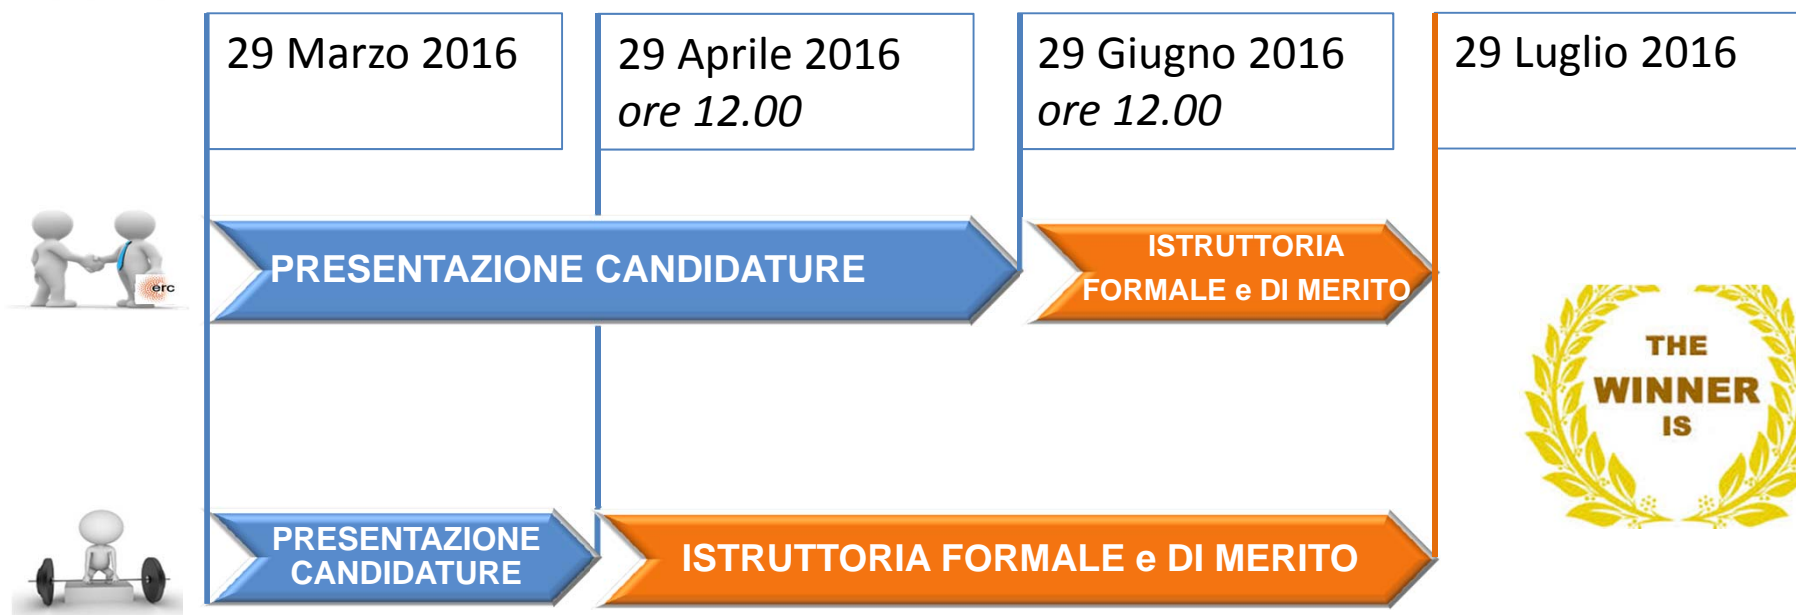 29 Marzo 2016
29 Aprile 2016
ore 12.00
29 Giugno 2016
ore 12.00
29 Luglio 2016
erc
PRESENTAZIONE CANDIDATURE
ISTRUTTORIA
FORMALE e DI MERITO
THE
WINNER
IS
PRESENTAZIONE
CANDIDATURE
ISTRUTTORIA FORMALE e DI MERITO